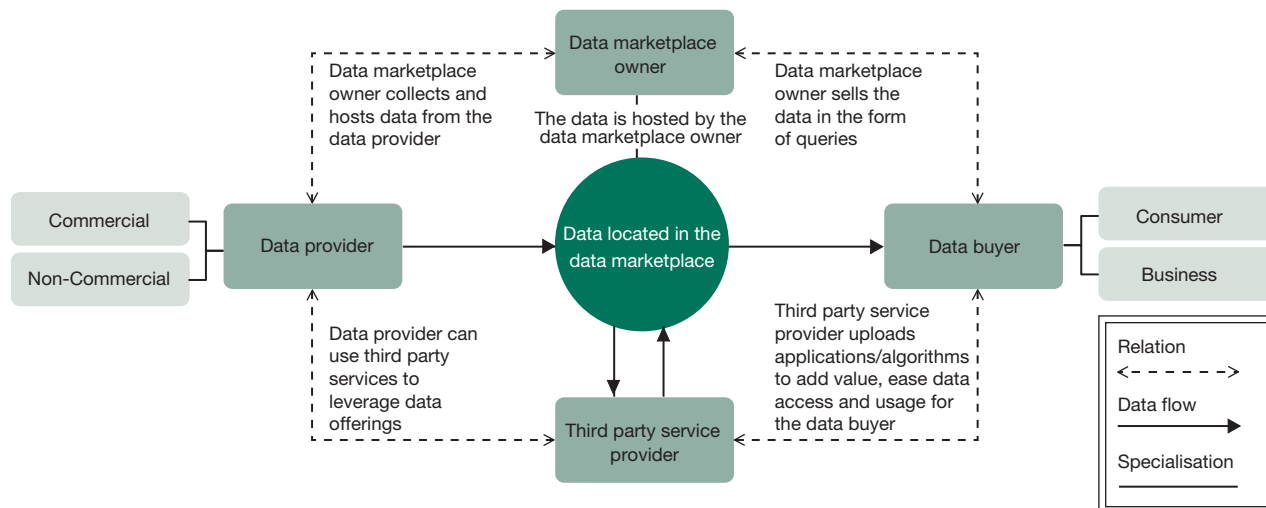 Data marketplace
owner
Data marketplace
owner collects and
hosts data from the
data provider
Data marketplace
owner sells the
data in the form
of queries
The data is hosted by the
data marketplace owner
Commercial
Non-Commercial
Data provider
Data located in the
data marketplace
Data buyer
Consumer
Business
Data provider can
use third party
services to
leverage data
offerings
Third party service
provider uploads
applications/algorithms
to add value, ease data
access and usage for
the data buyer
Third party service
provider
Relation
Data flow
Specialisation